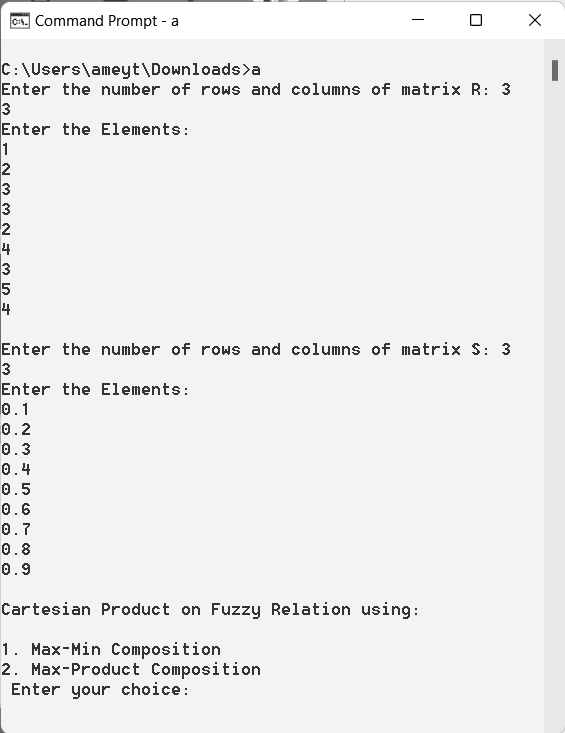 Command Prompt - a
C:\Users\ameyt\Downloads>a
Enter the number of rows and columns of matrix R: 3
3
Enter the Elements:
1
2
3
3
2
4
3
5
4
Enter the number of rows and columns of matrix S: 3
3
Enter the Elements:
0.1
0.2
0.3
0.4
0.5
0.6
0.7
0.8
0.9
Cartesian Product on Fuzzy Relation using:
1. Max-Min Composition
2. Max-Product Composition
Enter your choice: